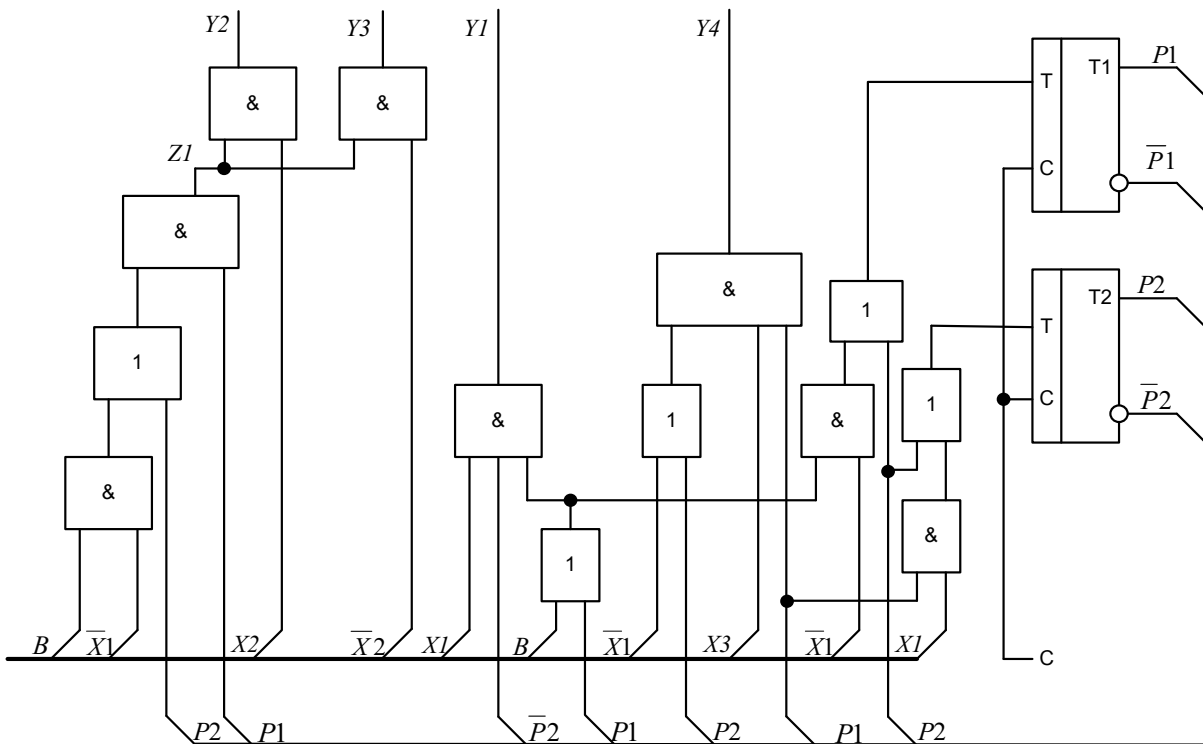 Y2 Y3 Y1 Y4
T1 P1
T
& &
Z1 C P̅1
&
T2 P2
&
1
T
1
1 C P̅2
& 1 &
&
1 &
B X̅1 X2 X̅2 X1 B X̅1 X3 X̅1 X1 C
P2 P1 P̅2 P1 P2 P1 P2